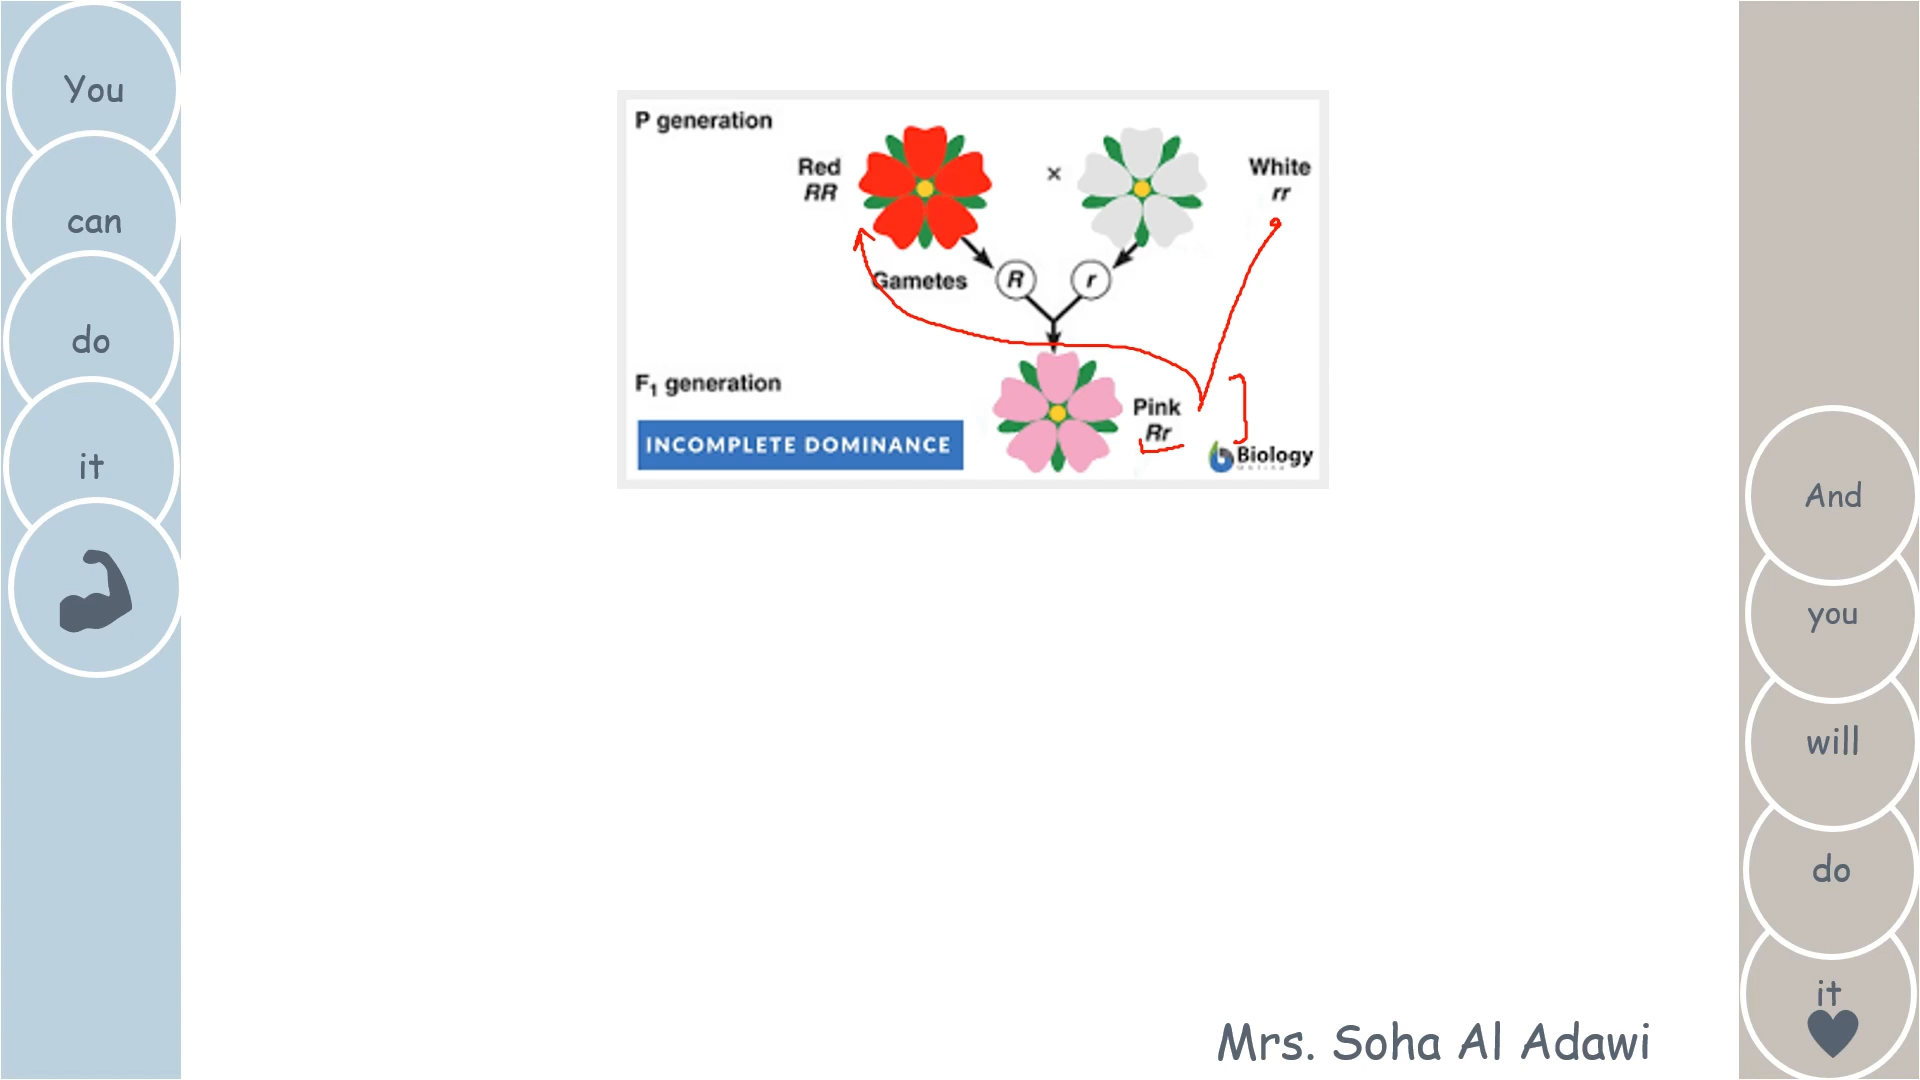 You
can
do
it
P generation
Red
RR
×
White
rr
Gametes
R
r
F₁ generation
Pink
Rr
INCOMPLETE DOMINANCE
Biology
And
you
will
do
it
Mrs. Soha Al Adawi